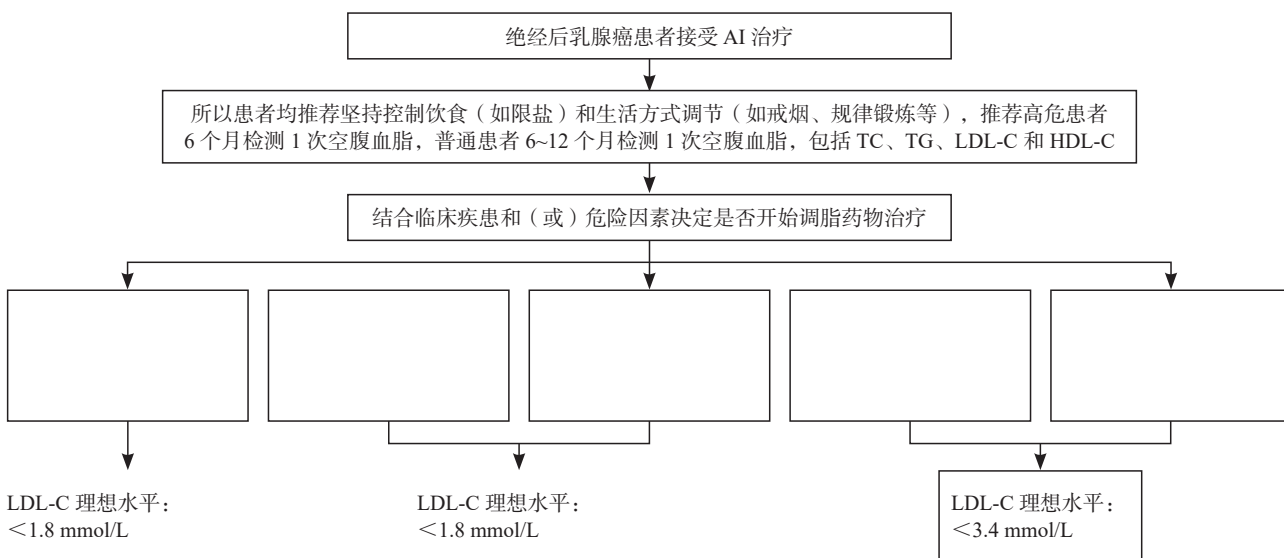 绝经后乳腺癌患者接受 AI 治疗
所以患者均推荐坚持控制饮食（如限盐）和生活方式调节（如戒烟、规律锻炼等），推荐高危患者
6 个月检测 1 次空腹血脂，普通患者 6~12 个月检测 1 次空腹血脂，包括 TC、TG、LDL-C 和 HDL-C
结合临床疾患和（或）危险因素决定是否开始调脂药物治疗
LDL-C 理想水平：
＜1.8 mmol/L
LDL-C 理想水平：
＜1.8 mmol/L
LDL-C 理想水平：
＜3.4 mmol/L